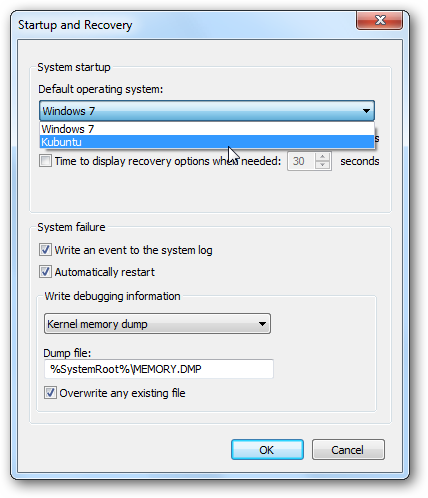 Startup and Recovery
System startup
Default operating system:
Windows 7
Windows 7
Kubuntu
s
Time to display recovery options when needed: 30 seconds
System failure
Write an event to the system log
Automatically restart
Write debugging information
Kernel memory dump
Dump file:
%SystemRoot%\MEMORY.DMP
Overwrite any existing file
OK Cancel